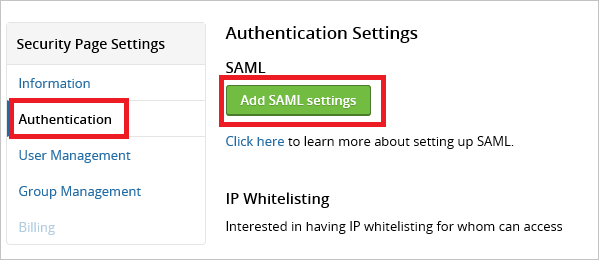 Security Page Settings
Information
Authentication
User Management
Group Management
Billing
Authentication Settings
SAML
Add SAML settings
Click here to learn more about setting up SAML.
IP Whitelisting
Interested in having IP whitelisting for whom can access